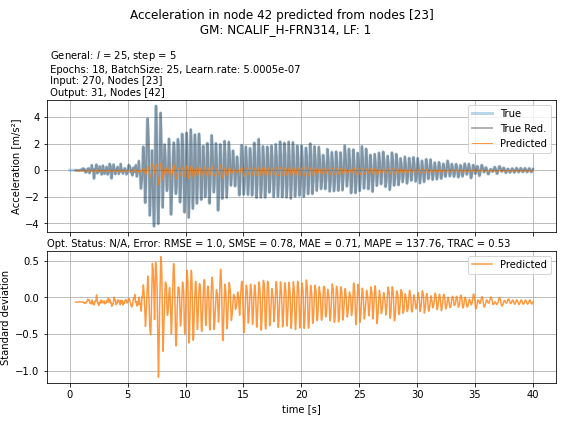 Acceleration in node 42 predicted from nodes [23]
GM: NCALIF_H-FRN314, LF: 1
General: l = 25, step = 5
Epochs: 18, BatchSize: 25, Learn.rate: 5.0005e-07
Input: 270, Nodes [23]
Output: 31, Nodes [42]
Acceleration [m/s²]
4
2
0
−2
−4
True
True Red.
Predicted
Opt. Status: N/A, Error: RMSE = 1.0, SMSE = 0.78, MAE = 0.71, MAPE = 137.76, TRAC = 0.53
Standard deviation
0.5
0.0
−0.5
−1.0
Predicted
0 5 10 15 20 25 30 35 40
time [s]